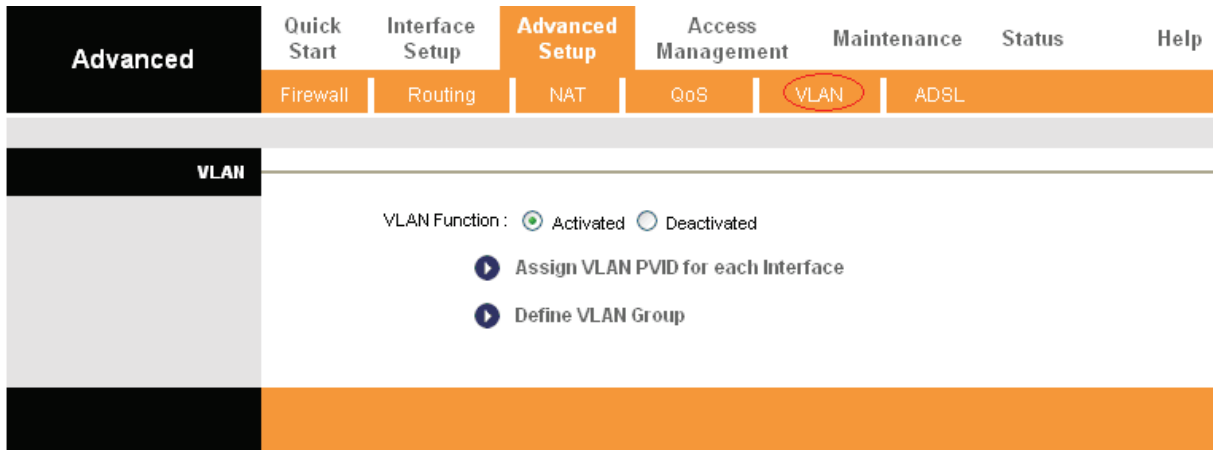 Advanced
Quick Start
Interface Setup
Advanced Setup
Access Management
Maintenance
Status
Help
Firewall
Routing
NAT
QoS
VLAN
ADSL
VLAN
VLAN Function : Activated Deactivated
Assign VLAN PVID for each Interface
Define VLAN Group